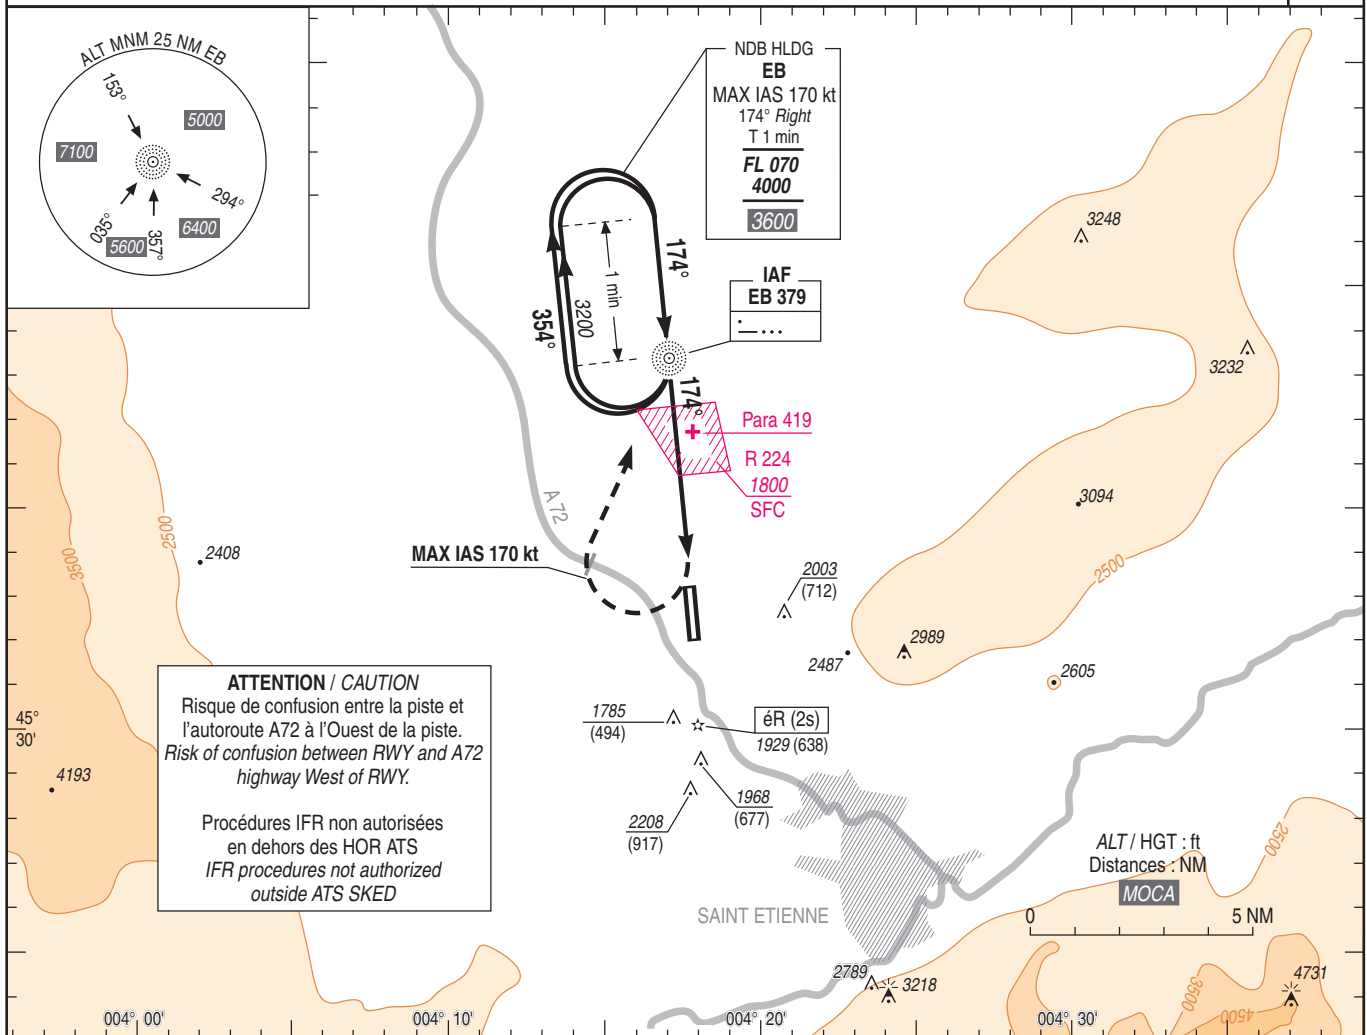 ALT MNM 25 NM EB
153°
5000
7100
294°
035°
5600
357°
6400
NDB HLDG
EB
MAX IAS 170 kt
174° Right
T 1 min
FL 070
4000
3600
IAF
EB 379
174°
1 min
3200
354°
174°
Para 419
R 224
1800
SFC
3248
3232
3094
2500
A 72
MAX IAS 170 kt
2500
3500
2408
2003
(712)
2989
2487
2605
ATTENTION / CAUTION
Risque de confusion entre la piste et
l'autoroute A72 à l'Ouest de la piste.
Risk of confusion between RWY and A72
highway West of RWY.
Procédures IFR non autorisées
en dehors des HOR ATS
IFR procedures not authorized
outside ATS SKED
45°
30'
4193
1785
(494)
éR (2s)
1929 (638)
1968
(677)
2208
(917)
SAINT ETIENNE
ALT / HGT : ft
Distances : NM
MOCA
0 5 NM
2500
2789
3218
3500
4500
4731
004° 00'
004° 10'
004° 20'
004° 30'